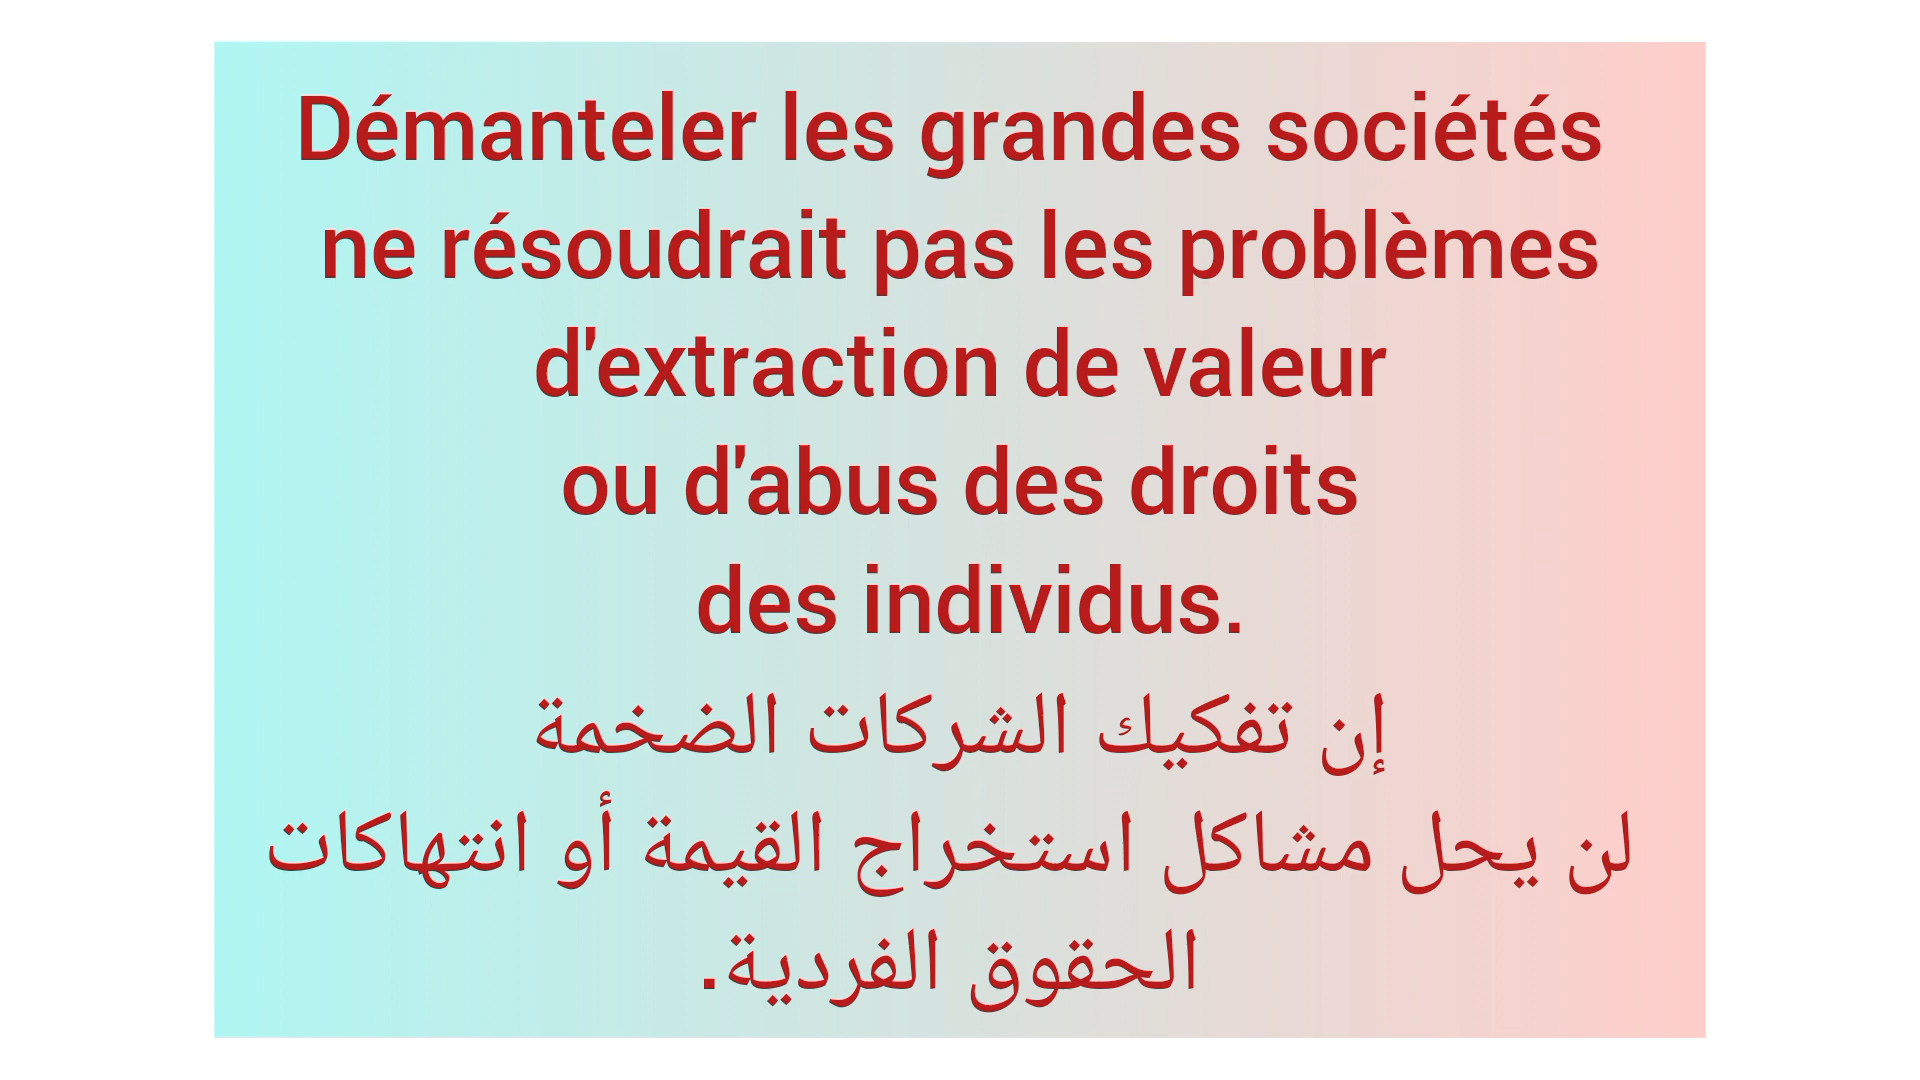 Démanteler les grandes sociétés
ne résoudrait pas les problèmes
d'extraction de valeur
ou d'abus des droits
des individus.
إن تفكيك الشركات الضخمة
لن يحل مشاكل استخراج القيمة أو انتهاكات
الحقوق الفردية.